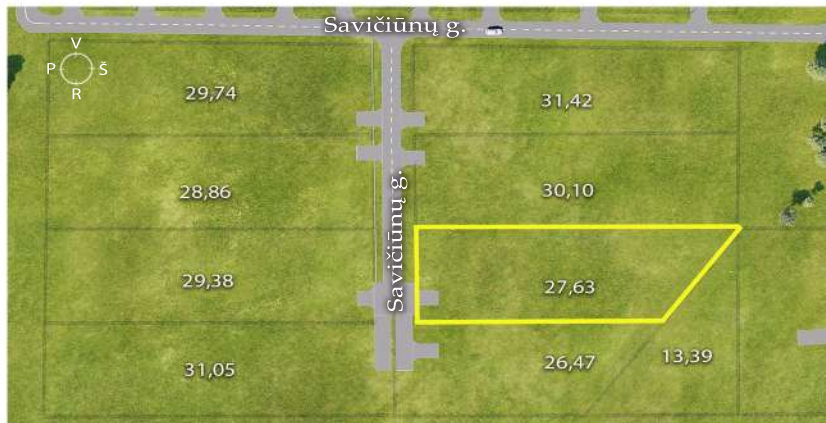 Savičiūnų g.
V
P Š
R
29,74
31,42
28,86
30,10
Savičiūnų g.
29,38
27,63
31,05
26,47
13,39